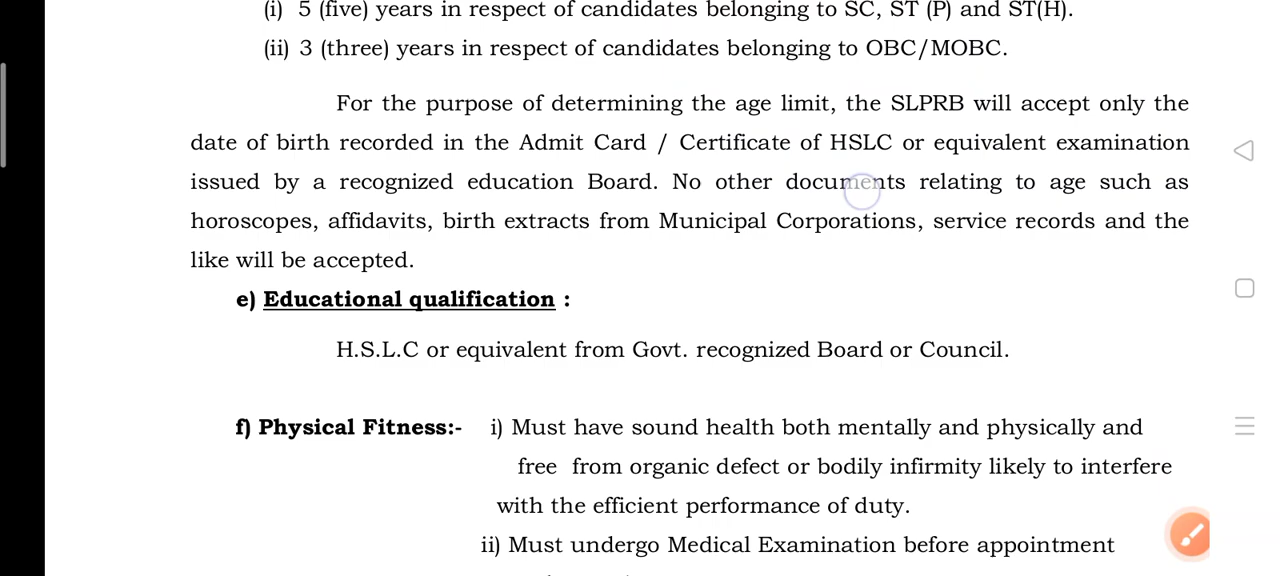 (i) 5 (five) years in respect of candidates belonging to SC, ST (P) and ST(H).
(ii) 3 (three) years in respect of candidates belonging to OBC/MOBC.
For the purpose of determining the age limit, the SLPRB will accept only the
date of birth recorded in the Admit Card / Certificate of HSLC or equivalent examination
issued by a recognized education Board. No other documents relating to age such as
horoscopes, affidavits, birth extracts from Municipal Corporations, service records and the
like will be accepted.
e) Educational qualification :
H.S.L.C or equivalent from Govt. recognized Board or Council.
f) Physical Fitness:- i) Must have sound health both mentally and physically and
free from organic defect or bodily infirmity likely to interfere
with the efficient performance of duty.
ii) Must undergo Medical Examination before appointment